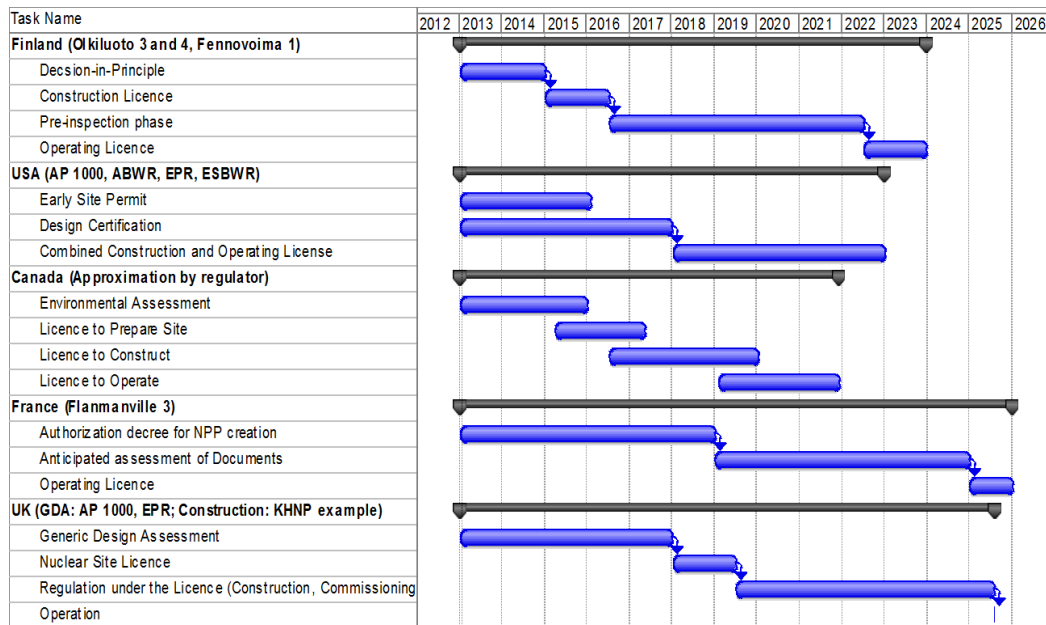 Task Name
2012 2013 2014 2015 2016 2017 2018 2019 2020 2021 2022 2023 2024 2025 2026
Finland (Olkiluoto 3 and 4, Fennovoima 1)
Decsion-in-Principle
Construction Licence
Pre-inspection phase
Operating Licence
USA (AP 1000, ABWR, EPR, ESBWR)
Early Site Permit
Design Certification
Combined Construction and Operating License
Canada (Approximation by regulator)
Environmental Assessment
Licence to Prepare Site
Licence to Construct
Licence to Operate
France (Flanmanville 3)
Authorization decree for NPP creation
Anticipated assessment of Documents
Operating Licence
UK (GDA: AP 1000, EPR; Construction: KHNP example)
Generic Design Assessment
Nuclear Site Licence
Regulation under the Licence (Construction, Commissioning
Operation